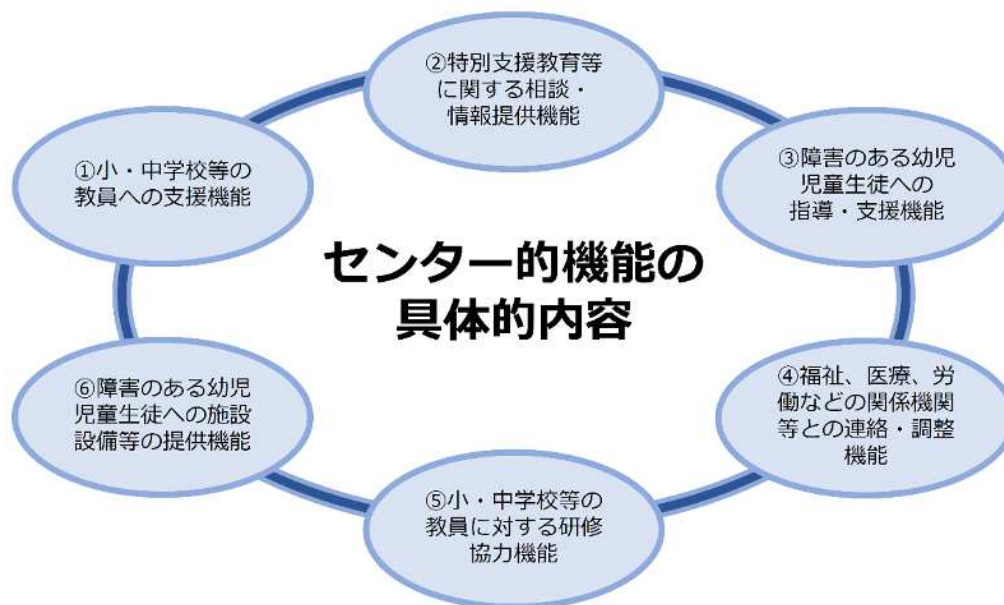 ②特別支援教育等
に関する相談・
情報提供機能
①小・中学校等の
教員への支援機能
③障害のある幼児
児童生徒への
指導・支援機能
センター的機能の
具体的内容
⑥障害のある幼児
児童生徒への施設
設備等の提供機能
④福祉、医療、労
働などの関係機関
等との連絡・調整
機能
⑤小・中学校等の
教員に対する研修
協力機能